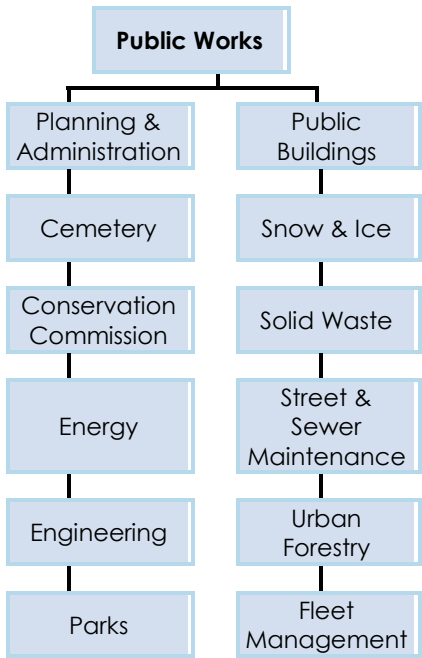 Public Works
Planning &
Administration
Cemetery
Conservation
Commission
Energy
Engineering
Parks
Public
Buildings
Snow & Ice
Solid Waste
Street &
Sewer
Maintenance
Urban
Forestry
Fleet
Management